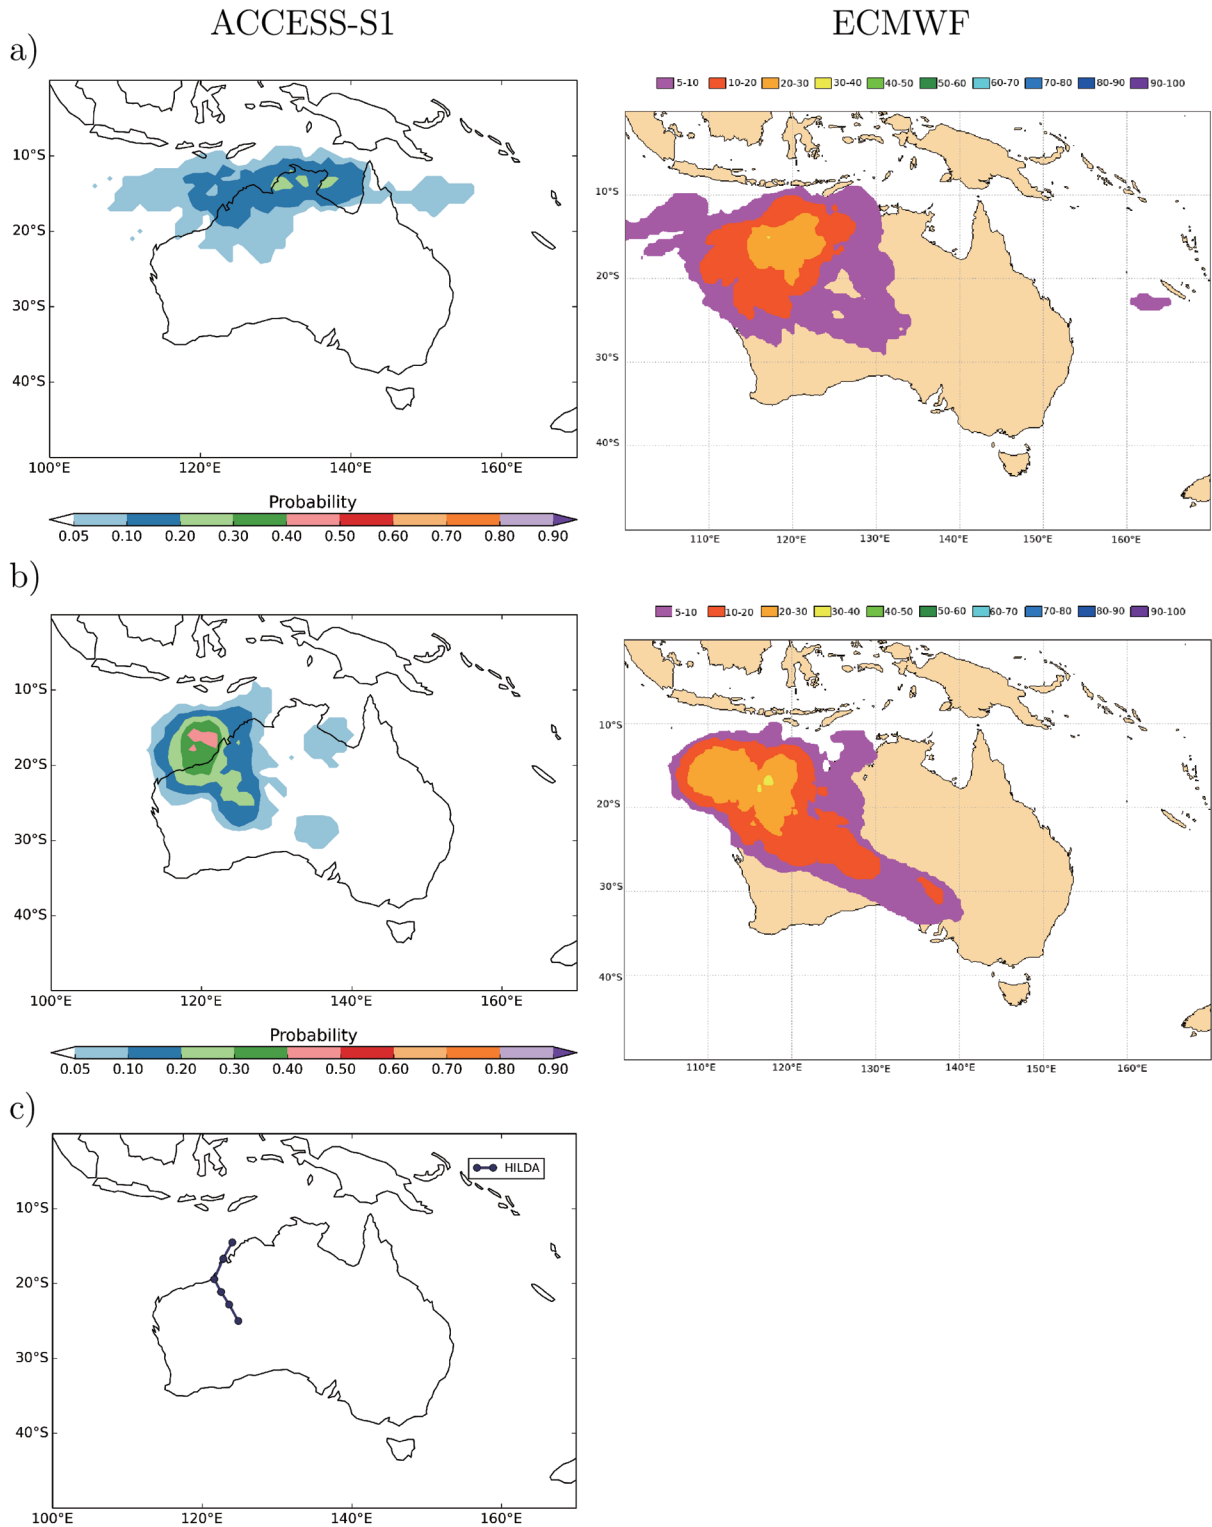 ACCESS-S1 ECMWF
a)
5-10 10-20 20-30 30-40 40-50 50-60 60-70 70-80 80-90 90-100
10°S
20°S
30°S
40°S
100°E 120°E 140°E 160°E
Probability
0.05 0.10 0.20 0.30 0.40 0.50 0.60 0.70 0.80 0.90
10°S
20°S
30°S
40°S
110°E 120°E 130°E 140°E 150°E 160°E
b)
5-10 10-20 20-30 30-40 40-50 50-60 60-70 70-80 80-90 90-100
10°S
20°S
30°S
40°S
100°E 120°E 140°E 160°E
Probability
0.05 0.10 0.20 0.30 0.40 0.50 0.60 0.70 0.80 0.90
10°S
20°S
30°S
40°S
110°E 120°E 130°E 140°E 150°E 160°E
c)
HILDA
10°S
20°S
30°S
40°S
100°E 120°E 140°E 160°E